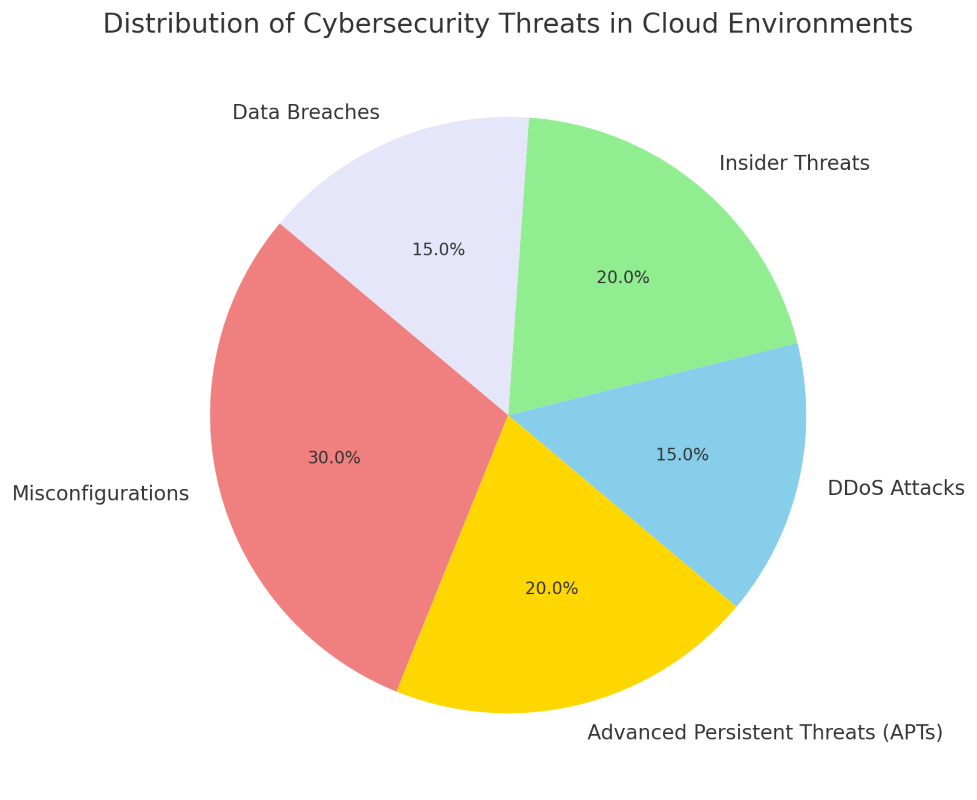 Distribution of Cybersecurity Threats in Cloud Environments
Data Breaches
Insider Threats
15.0%
20.0%
30.0%
15.0%
Misconfigurations
DDoS Attacks
20.0%
Advanced Persistent Threats (APTs)